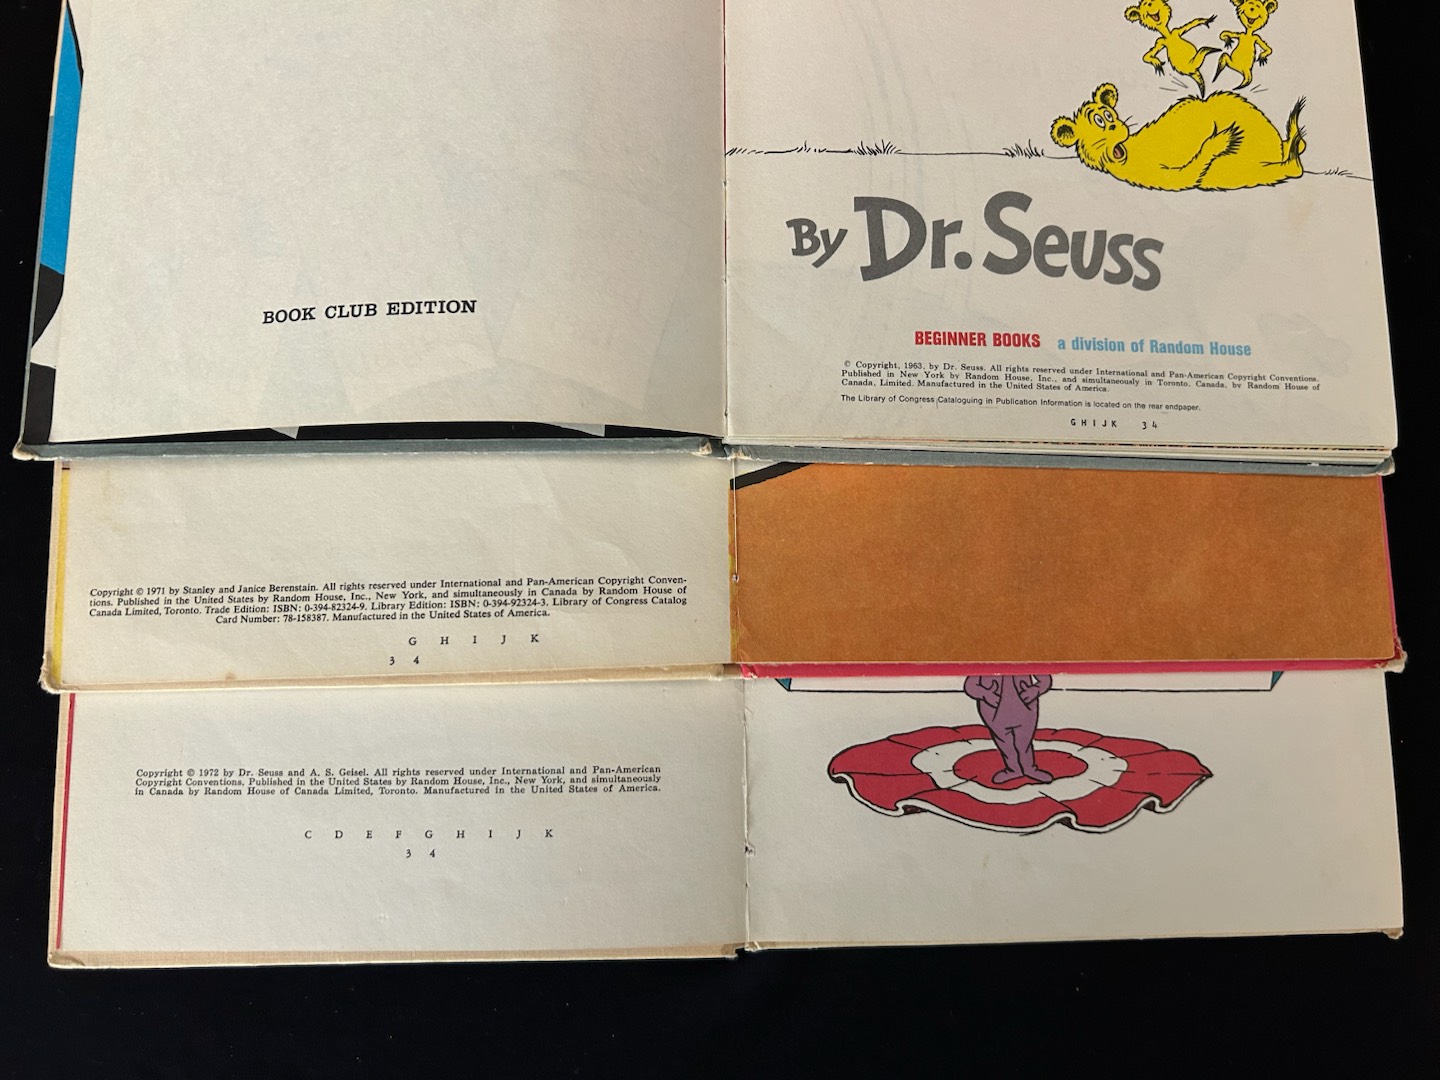 BOOK CLUB EDITION
By Dr. Seuss
BEGINNER BOOKS a division of Random House
© Copyright, 1963, by Dr. Seuss. All rights reserved under International and Pan-American Copyright Conventions.
Published in New York by Random House, Inc., and simultaneously in Toronto, Canada, by Random House of
Canada, Limited. Manufactured in the United States of America.
The Library of Congress Cataloguing in Publication Information is located on the rear endpaper.
G H I J K 3 4
Copyright © 1971 by Stanley and Janice Berenstain. All rights reserved under International and Pan-American Copyright Conven-
tions. Published in the United States by Random House, Inc., New York, and simultaneously in Canada by Random House of
Canada Limited, Toronto. Trade Edition: ISBN: 0-394-82324-9. Library Edition: ISBN: 0-394-92324-3. Library of Congress Catalog
Card Number: 78-158387. Manufactured in the United States of America.
G H I J K
3 4
Copyright © 1972 by Dr. Seuss and A. S. Geisel. All rights reserved under International and Pan-American
Copyright Conventions. Published in the United States by Random House, Inc., New York, and simultaneously
in Canada by Random House of Canada Limited, Toronto. Manufactured in the United States of America.
C D E F G H I J K
3 4